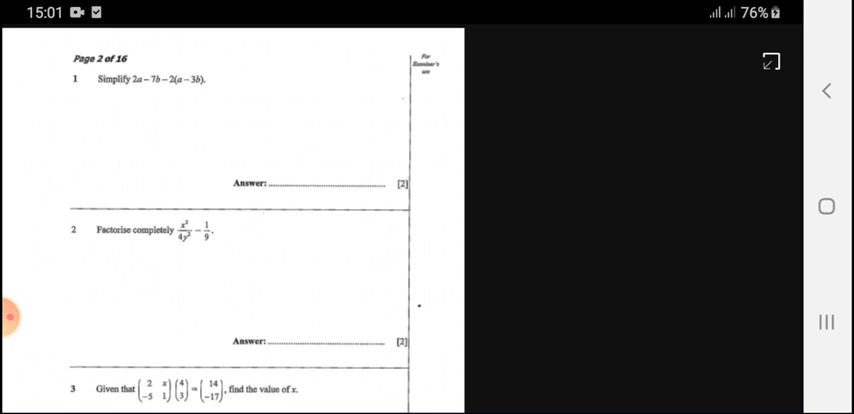 15:01
76%
Page 2 of 16
For
Examiner's
use
1 Simplify 2a – 7b – 2(a – 3b).
Answer: ........................................ [2]
2 Factorise completely x²/4y² – 1/9.
Answer: ........................................ [2]
3 Given that (2 x; –5 1)(4; 3) = (14; –17), find the value of x.